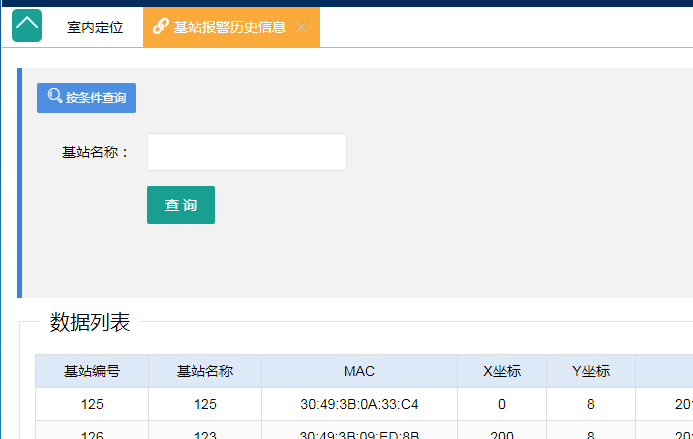 室内定位 基站报警历史信息
按条件查询
基站名称：
查 询
数据列表
基站编号 基站名称 MAC X坐标 Y坐标
125 125 30:49:3B:0A:33:C4 0 8 20
126 123 30:49:3B:09:ED:8B 200 8 20